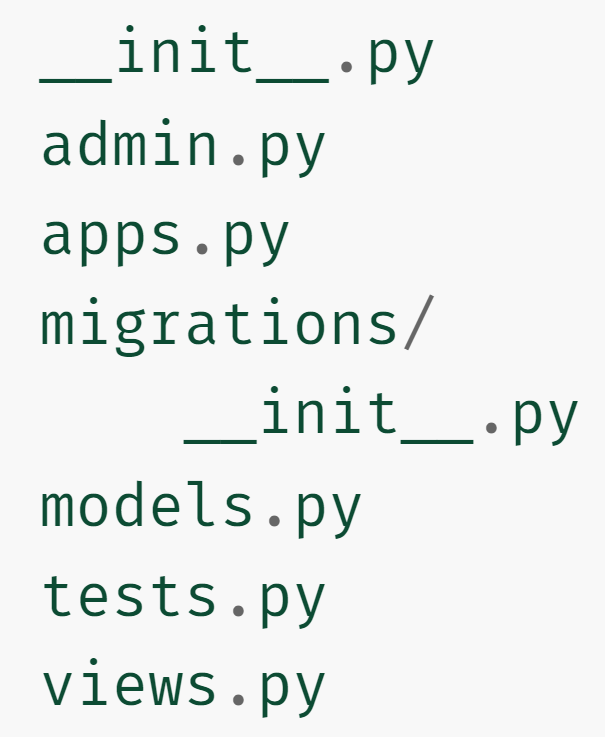 __init__.py
admin.py
apps.py
migrations/
    __init__.py
models.py
tests.py
views.py